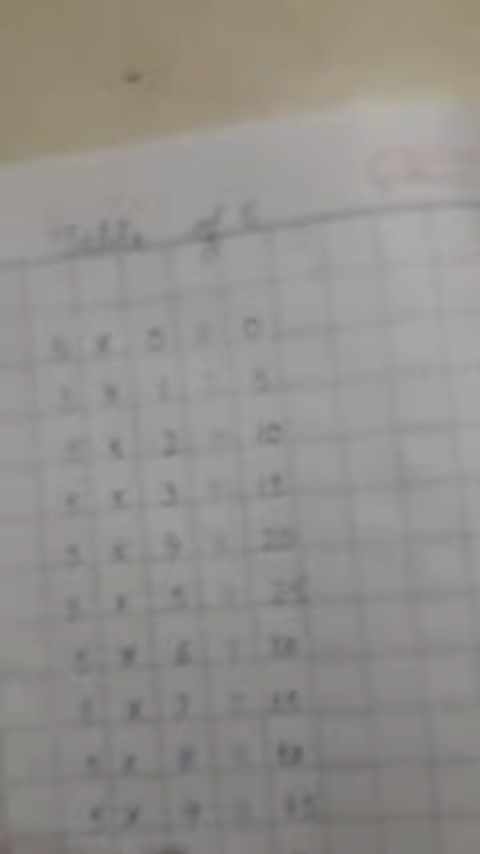 Table of 5
5 x 0 = 0
5 x 1 = 5
5 x 2 = 10
5 x 3 = 15
5 x 4 = 20
5 x 5 = 25
5 x 6 = 30
5 x 7 = 35
5 x 8 = 40
5 x 9 = 45